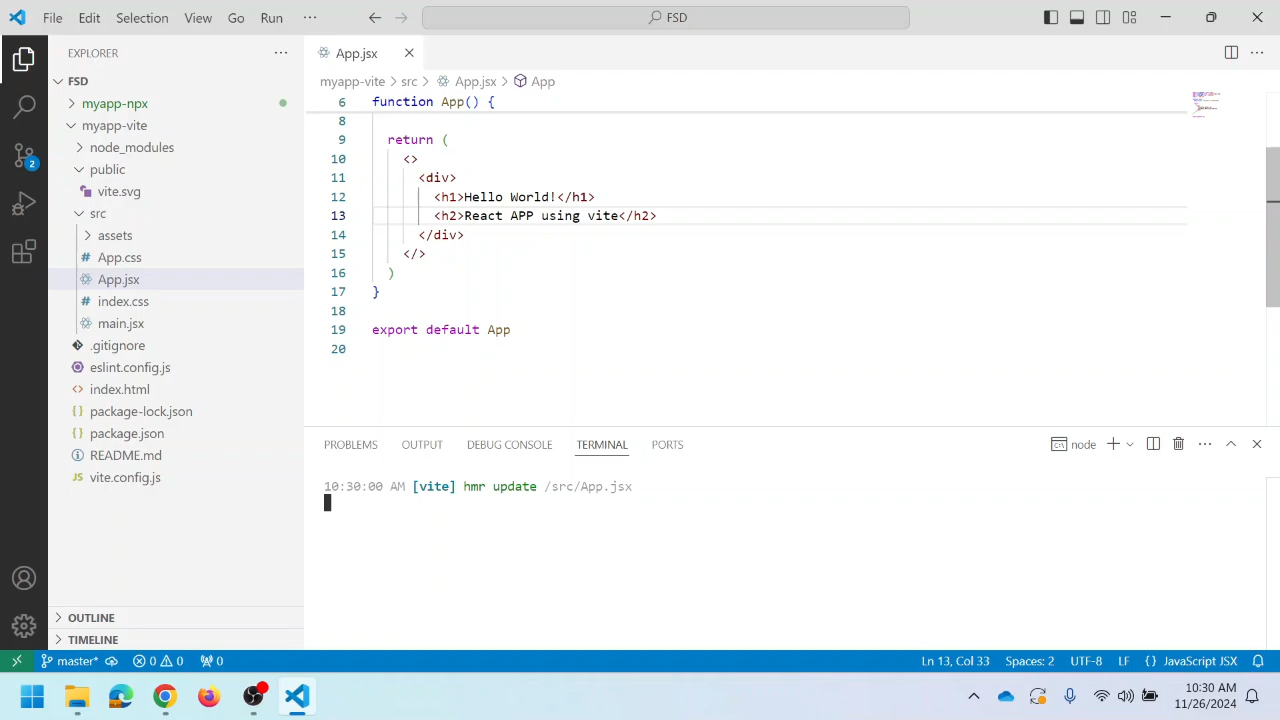 File Edit Selection View Go Run ··· FSD
EXPLORER ···
FSD
myapp-npx
myapp-vite
node_modules
public
vite.svg
src
assets
# App.css
App.jsx
# index.css
main.jsx
.gitignore
eslint.config.js
<> index.html
{} package-lock.json
{} package.json
README.md
JS vite.config.js
OUTLINE
TIMELINE
2
App.jsx
myapp-vite > src > App.jsx > App
6 function App() {
8
9 return (
10 <>
11 <div>
12 <h1>Hello World!</h1>
13 <h2>React APP using vite</h2>
14 </div>
15 </>
16 )
17 }
18
19 export default App
20
PROBLEMS OUTPUT DEBUG CONSOLE TERMINAL PORTS node
10:30:00 AM [vite] hmr update /src/App.jsx
master* 0 0 0 Ln 13, Col 33 Spaces: 2 UTF-8 LF {} JavaScript JSX
10:30 AM
11/26/2024